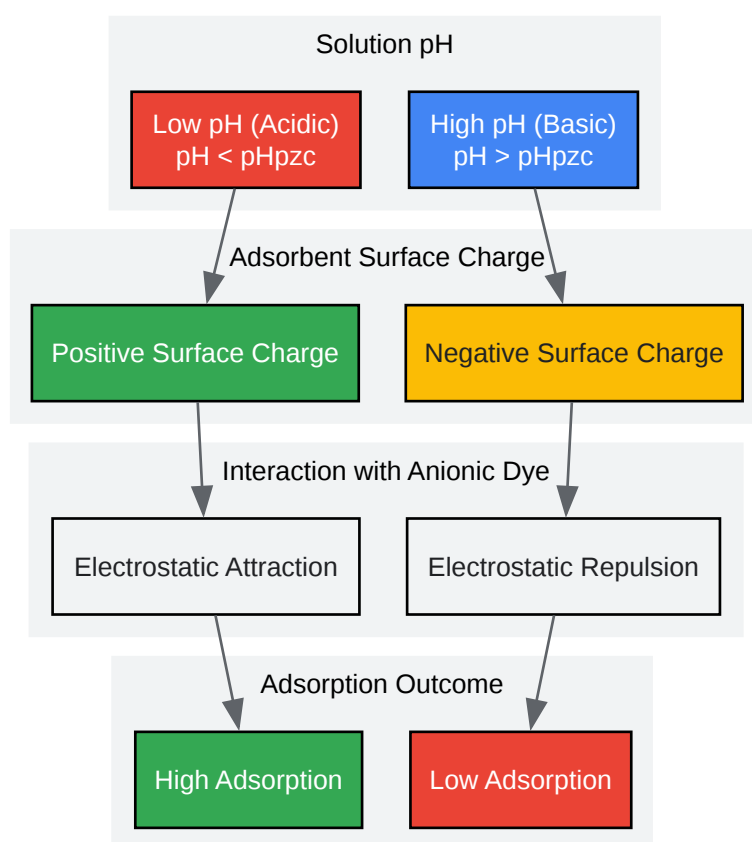 Solution pH
Low pH (Acidic)
pH < pHpzc
High pH (Basic)
pH > pHpzc
Adsorbent Surface Charge
Positive Surface Charge
Negative Surface Charge
Interaction with Anionic Dye
Electrostatic Attraction
Electrostatic Repulsion
Adsorption Outcome
High Adsorption
Low Adsorption